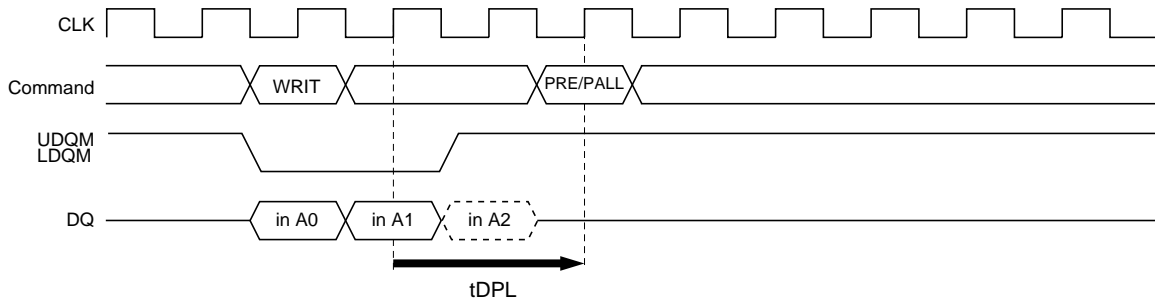 CLK
Command
WRIT
PRE/PALL
UDQM
LDQM
DQ
in A0
in A1
in A2
tDPL